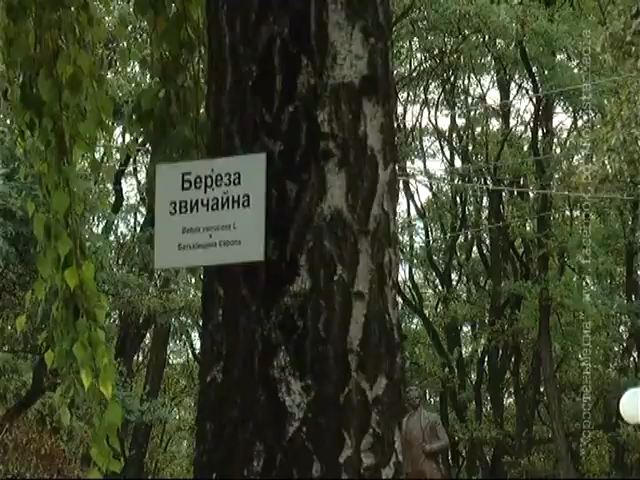 Береза
звичайна
Betula verrucosa L.
Батьківщина Європа